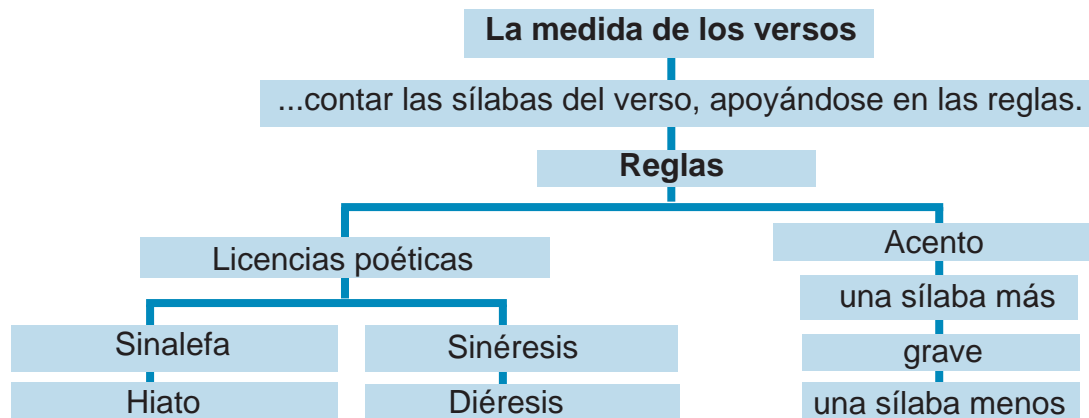 La medida de los versos
...contar las sílabas del verso, apoyándose en las reglas.
Reglas
Licencias poéticas
Acento
una sílaba más
Sinalefa
Sinéresis
grave
Hiato
Diéresis
una sílaba menos